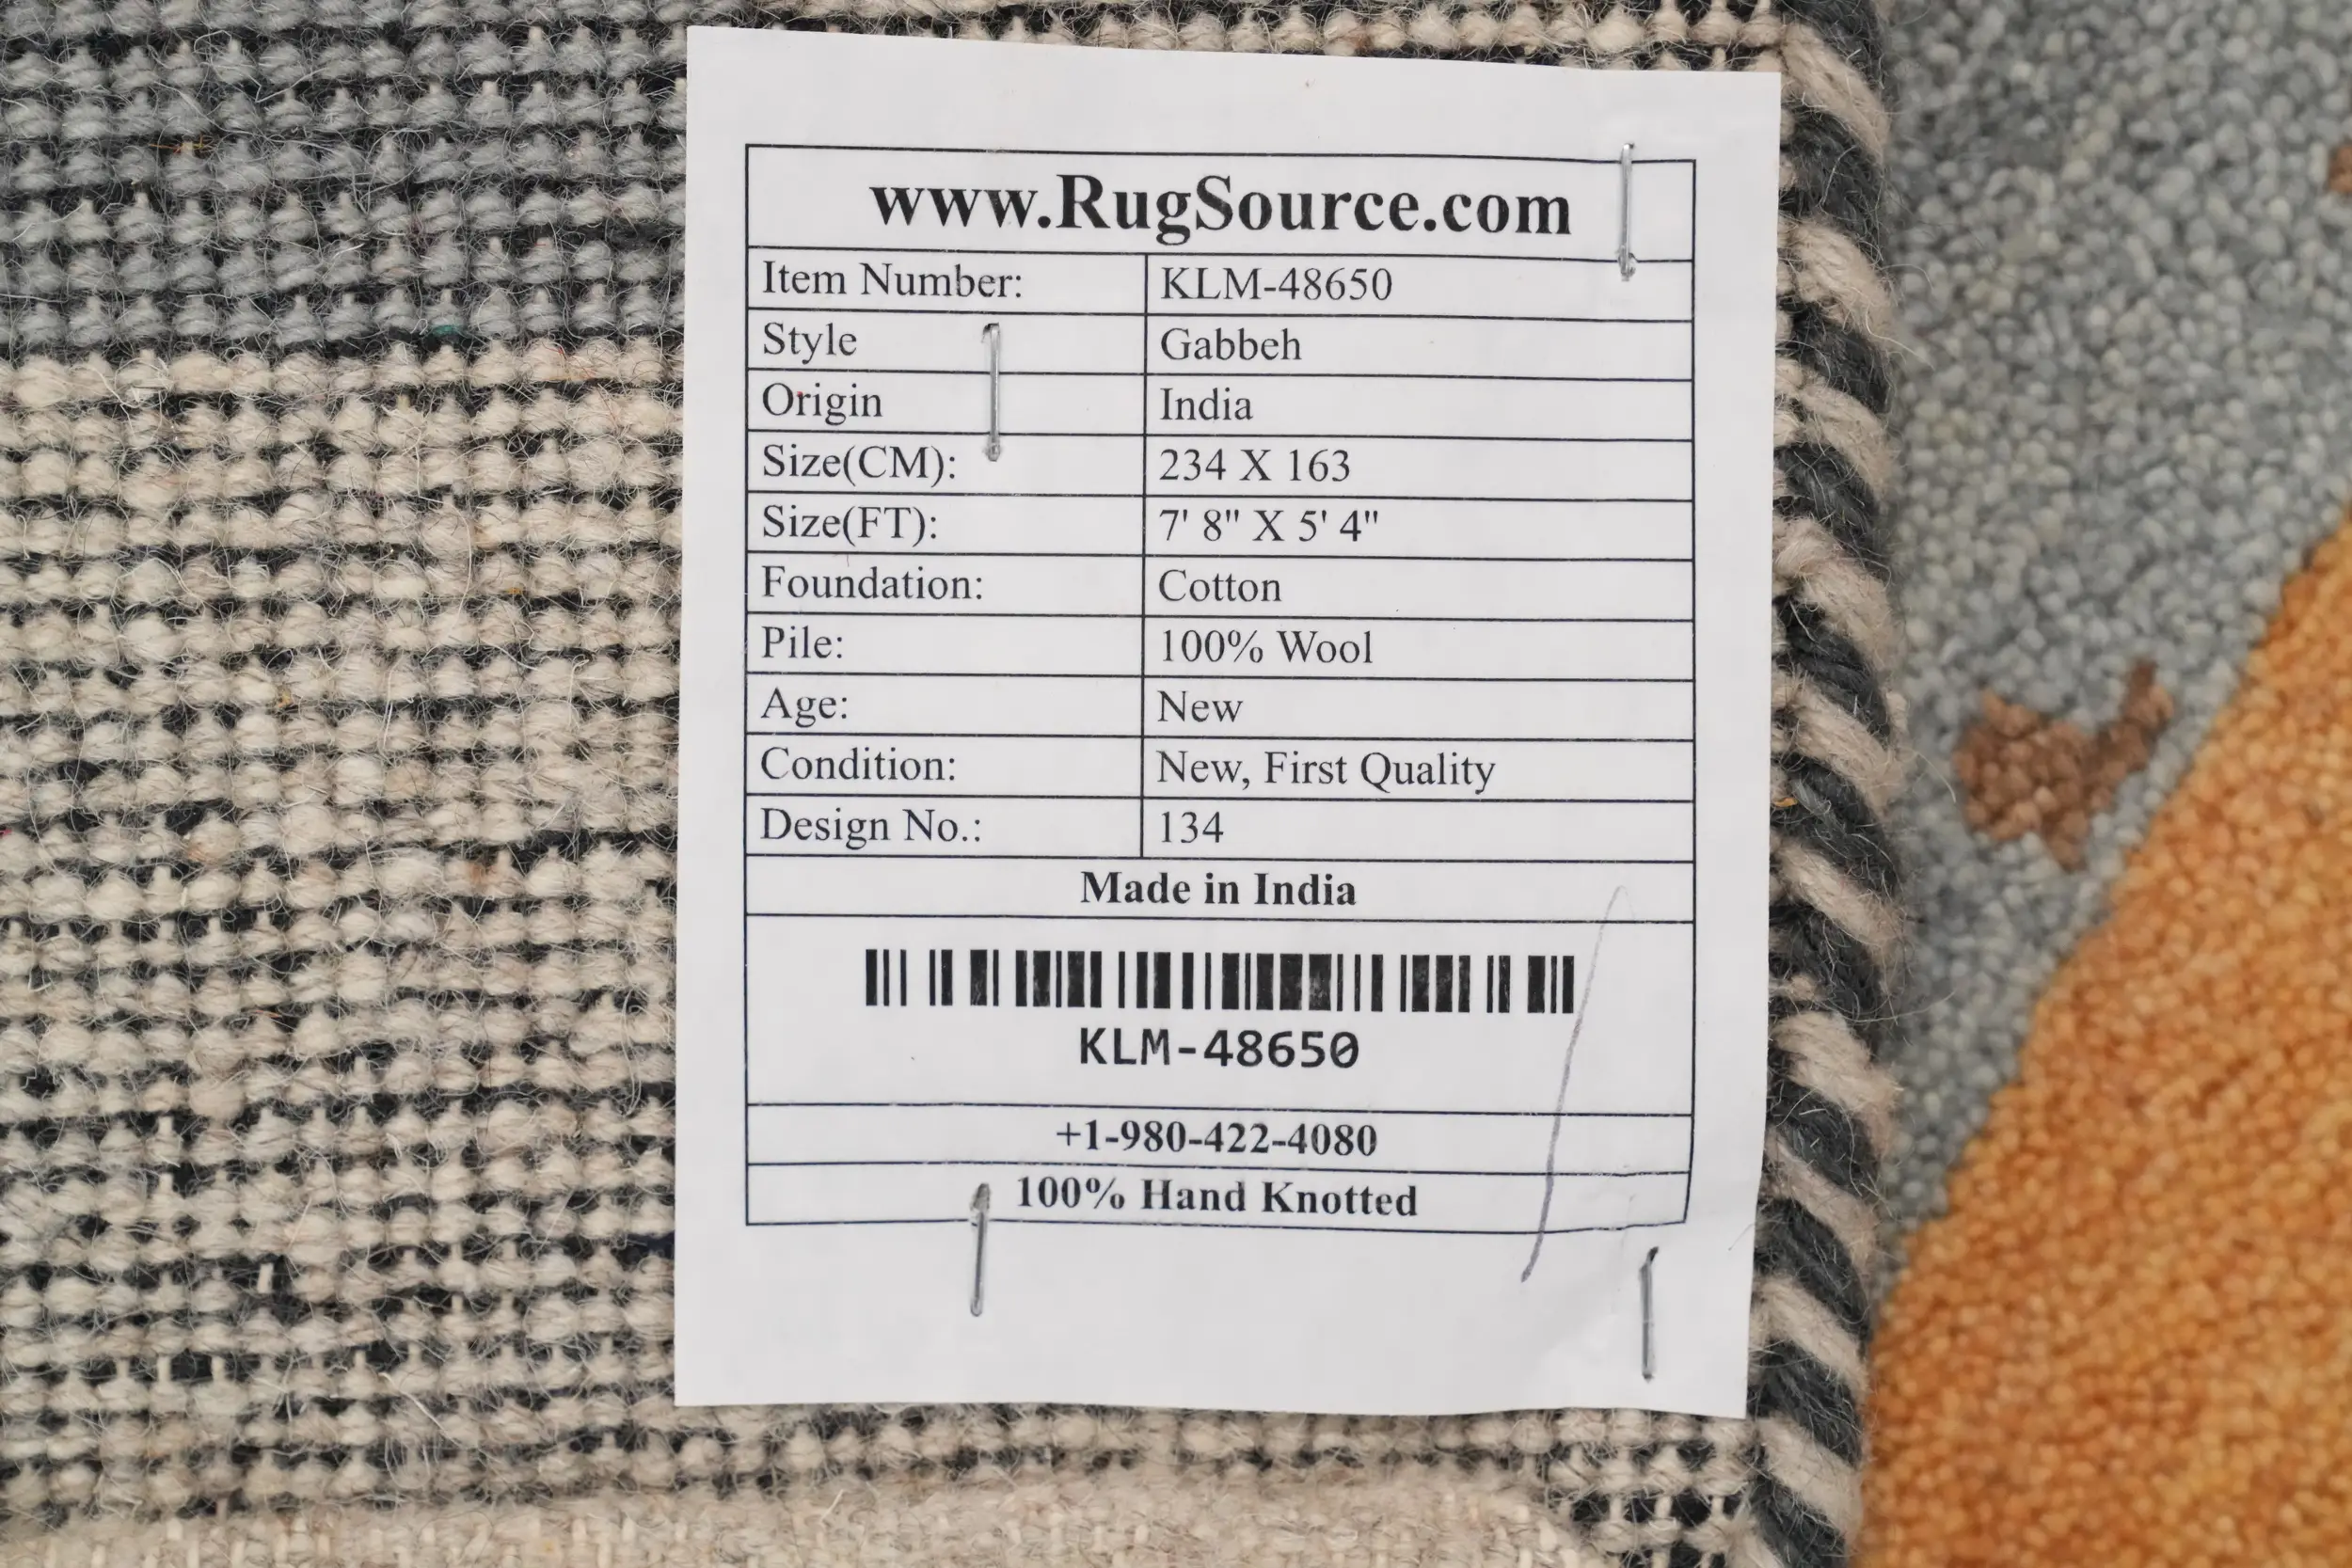 www.RugSource.com
Item Number: KLM-48650
Style Gabbeh
Origin India
Size(CM): 234 X 163
Size(FT): 7' 8" X 5' 4"
Foundation: Cotton
Pile: 100% Wool
Age: New
Condition: New, First Quality
Design No.: 134
Made in India
KLM-48650
+1-980-422-4080
100% Hand Knotted